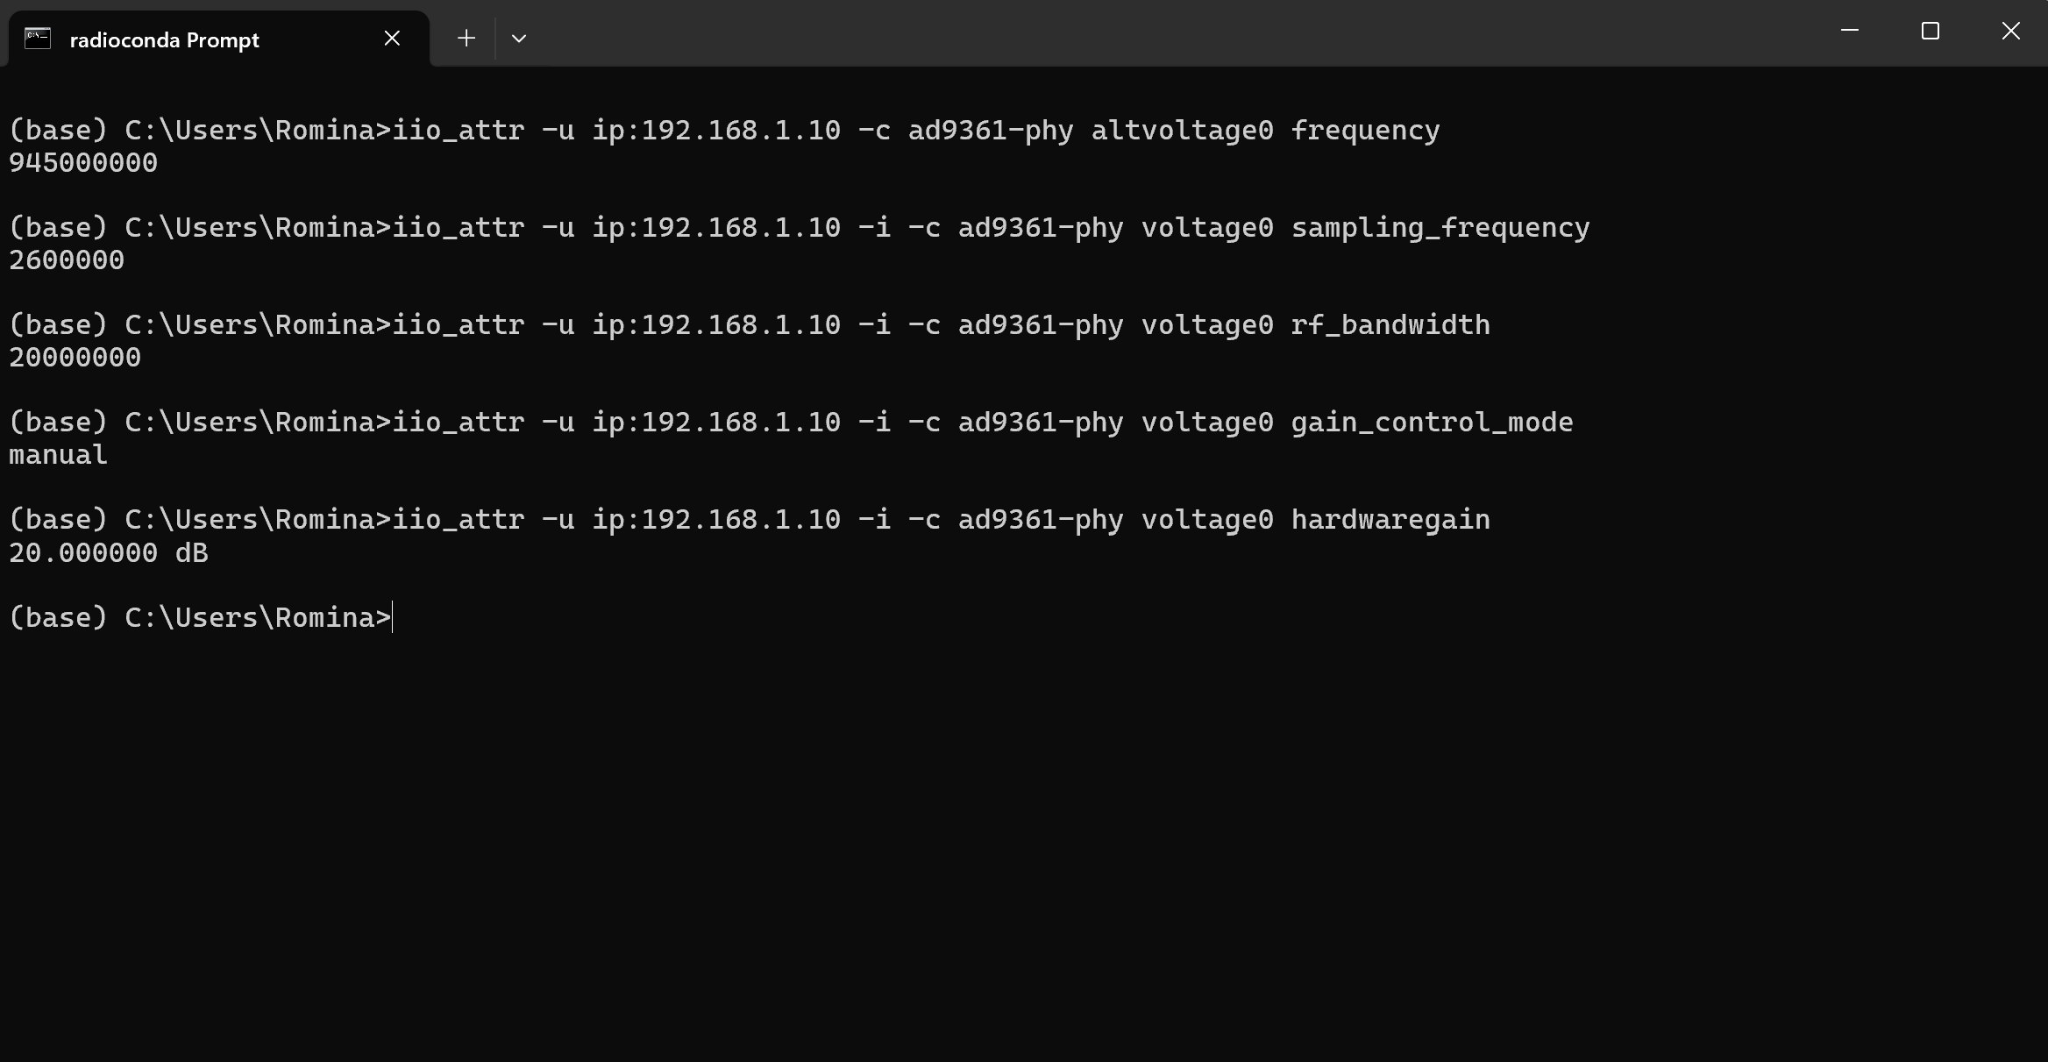 radioconda Prompt
(base) C:\Users\Romina>iio_attr -u ip:192.168.1.10 -c ad9361-phy altvoltage0 frequency
945000000
(base) C:\Users\Romina>iio_attr -u ip:192.168.1.10 -i -c ad9361-phy voltage0 sampling_frequency
2600000
(base) C:\Users\Romina>iio_attr -u ip:192.168.1.10 -i -c ad9361-phy voltage0 rf_bandwidth
20000000
(base) C:\Users\Romina>iio_attr -u ip:192.168.1.10 -i -c ad9361-phy voltage0 gain_control_mode
manual
(base) C:\Users\Romina>iio_attr -u ip:192.168.1.10 -i -c ad9361-phy voltage0 hardwaregain
20.000000 dB
(base) C:\Users\Romina>